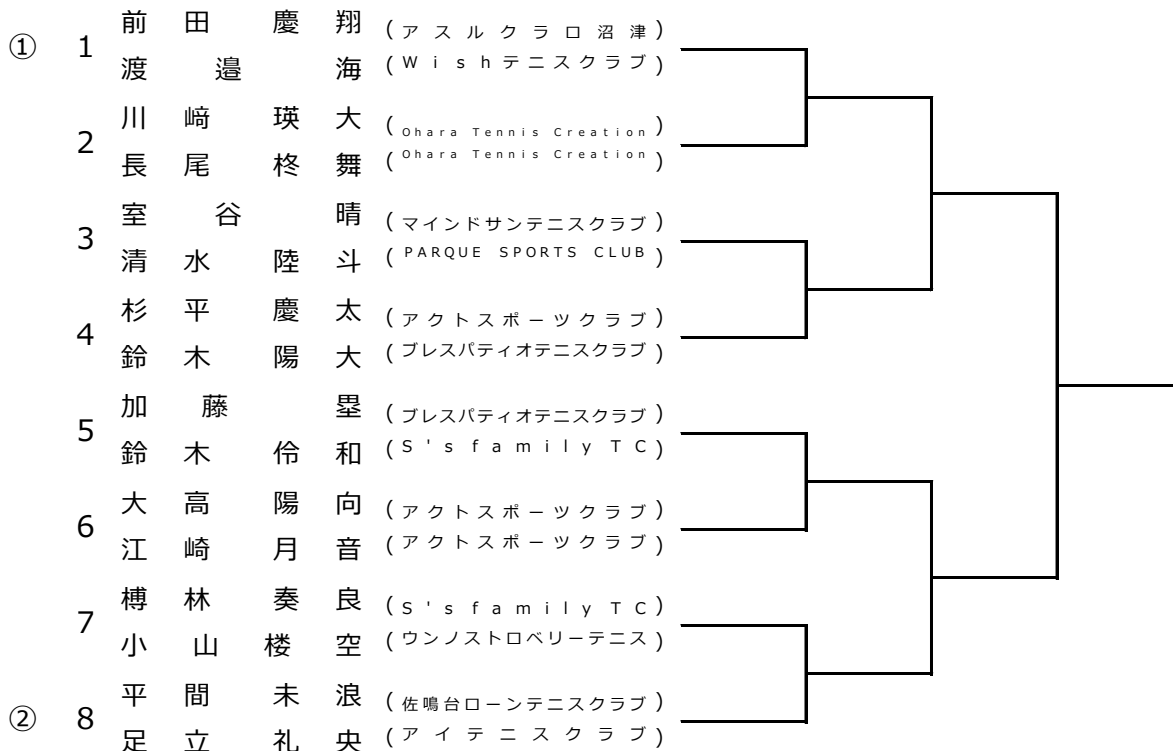 ① 1 前田 慶翔 (アスルクラロ沼津)
渡邉 海 (Wishテニスクラブ)
2 川﨑 瑛大 (Ohara Tennis Creation)
長尾 柊舞 (Ohara Tennis Creation)
3 室谷 晴 (マインドサンテニスクラブ)
清水 陸斗 (PARQUE SPORTS CLUB)
4 杉平 慶太 (アクトスポーツクラブ)
鈴木 陽大 (ブレスパティオテニスクラブ)
5 加藤 塁 (ブレスパティオテニスクラブ)
鈴木 伶和 (S's family TC)
6 大高 陽向 (アクトスポーツクラブ)
江崎 月音 (アクトスポーツクラブ)
7 榑林 奏良 (S's family TC)
小山 楼空 (ウンノストロベリーテニス)
② 8 平間 未浪 (佐鳴台ローンテニスクラブ)
足立 礼央 (アイテニスクラブ)